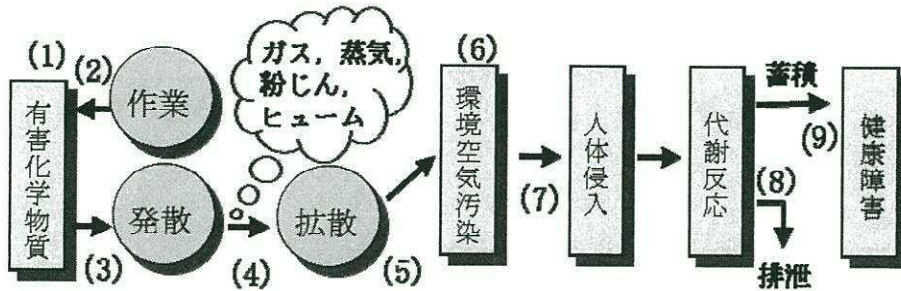 (1)
有害化学物質
(2)
作業
(3)
発散
(4)
ガス，蒸気，
粉じん，
ヒューム
拡散
(5)
(6)
環境空気汚染
(7)
人体侵入
代謝反応
蓄積
(9)
(8)
排泄
健康障害